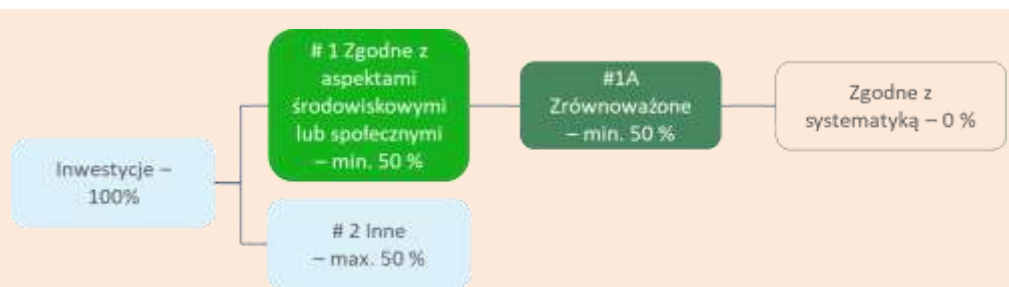 Inwestycje –
100%
# 1 Zgodne z
aspektami
środowiskowymi
lub społecznymi
– min. 50 %
# 2 Inne
– max. 50 %
#1A
Zrównoważone
– min. 50 %
Zgodne z
systematyką – 0 %